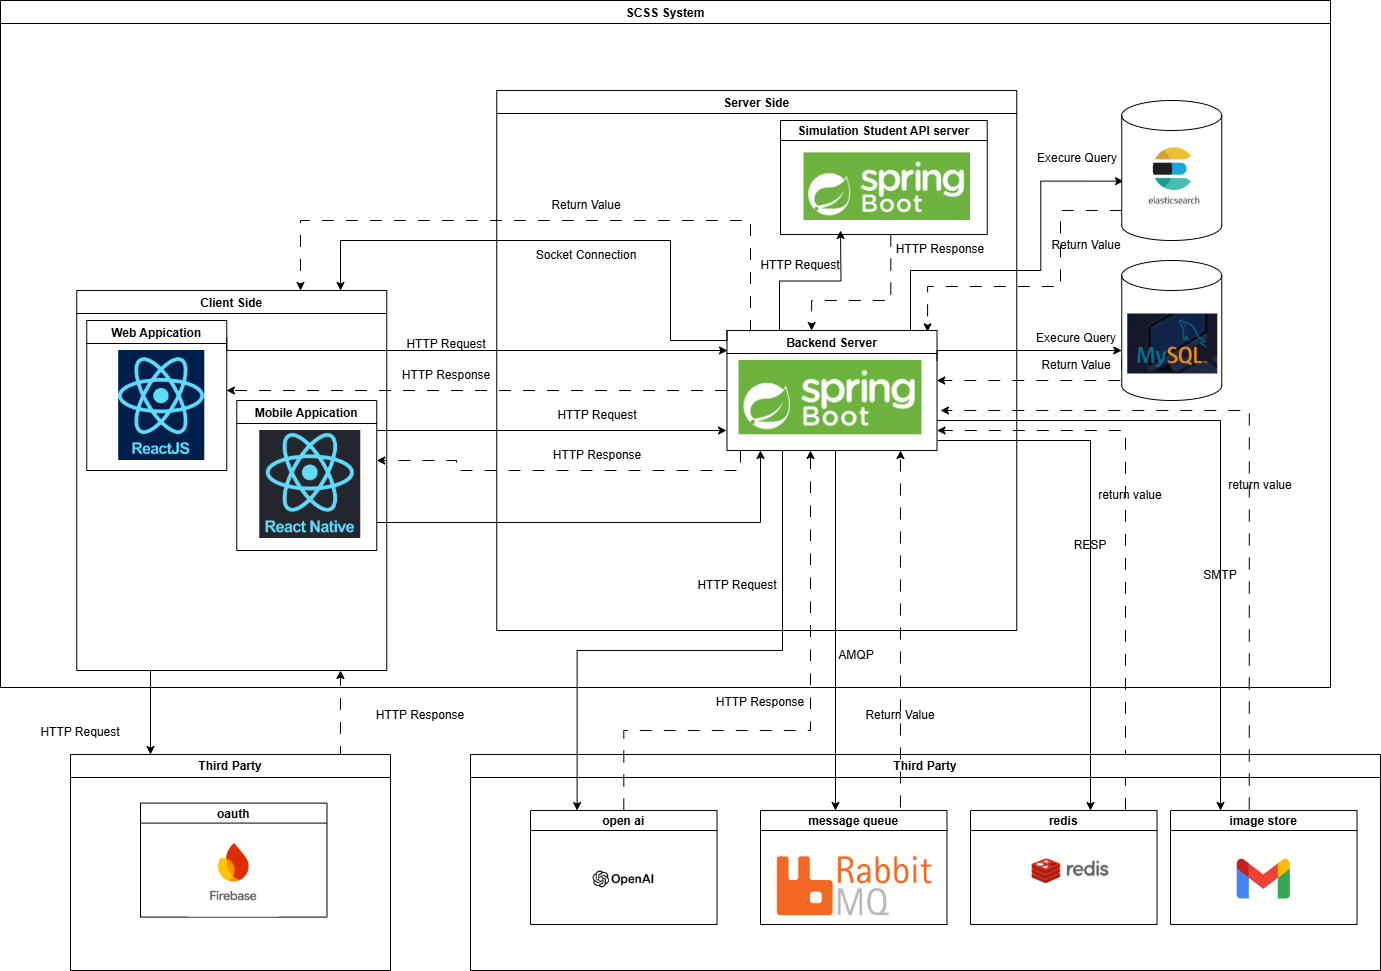 SCSS System
Server Side
Simulation Student API server
spring
Boot
Execure Query
elasticsearch
Return Value
Return Value
HTTP Response
Socket Connection
HTTP Request
Client Side
Web Appication
ReactJS
HTTP Request
Backend Server
spring
Boot
Execure Query
MySQL
Return Value
HTTP Response
Mobile Appication
React Native
HTTP Request
HTTP Response
return value
return value
RESP
SMTP
HTTP Request
AMQP
HTTP Response
Return Value
HTTP Request
HTTP Response
Third Party
oauth
Firebase
Third Party
open ai
OpenAI
message queue
Rabbit
MQ
redis
redis
image store